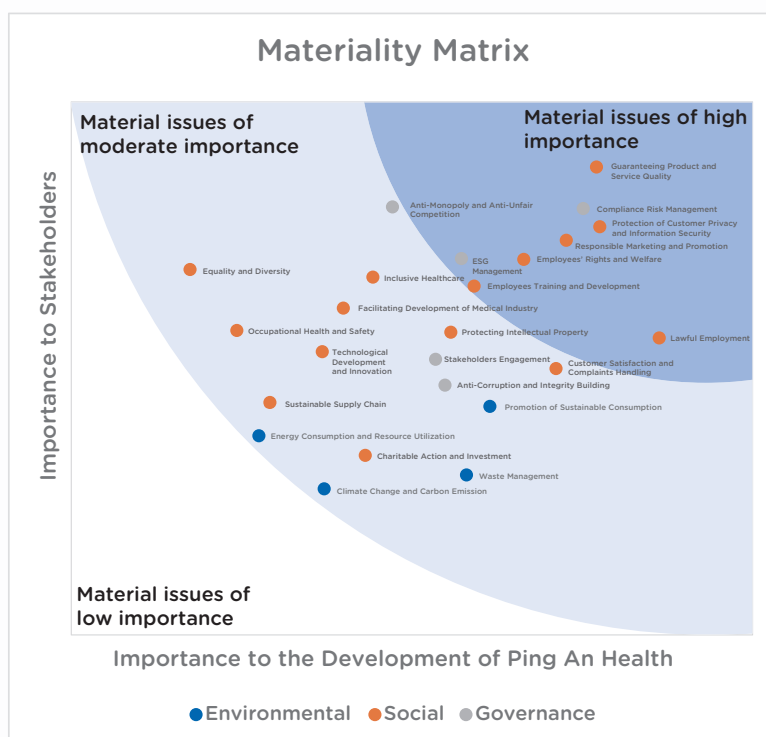 Materiality Matrix
Material issues of
moderate importance
Material issues of high
importance
Guaranteeing Product and
Service Quality
Anti-Monopoly and Anti-Unfair
Competition
Compliance Risk Management
Protection of Customer Privacy
and Information Security
Responsible Marketing and Promotion
ESG
Management
Employees' Rights and Welfare
Equality and Diversity
Inclusive Healthcare
Employees Training and Development
Facilitating Development of Medical Industry
Occupational Health and Safety
Protecting Intellectual Property
Lawful Employment
Technological
Development
and Innovation
Stakeholders Engagement
Customer Satisfaction and
Complaints Handling
Anti-Corruption and Integrity Building
Sustainable Supply Chain
Promotion of Sustainable Consumption
Energy Consumption and Resource Utilization
Charitable Action and Investment
Waste Management
Climate Change and Carbon Emission
Material issues of
low importance
Importance to Stakeholders
Importance to the Development of Ping An Health
Environmental
Social
Governance